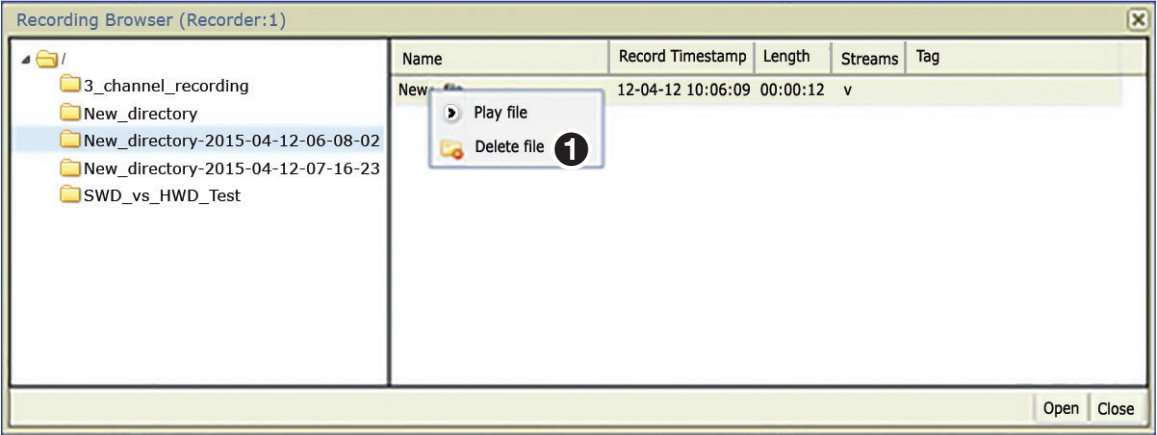 Recording Browser (Recorder:1)
/
3_channel_recording
New_directory
New_directory-2015-04-12-06-08-02
New_directory-2015-04-12-07-16-23
SWD_vs_HWD_Test
Name Record Timestamp Length Streams Tag
12-04-12 10:06:09 00:00:12 v
Play file
Delete file 1
Open Close